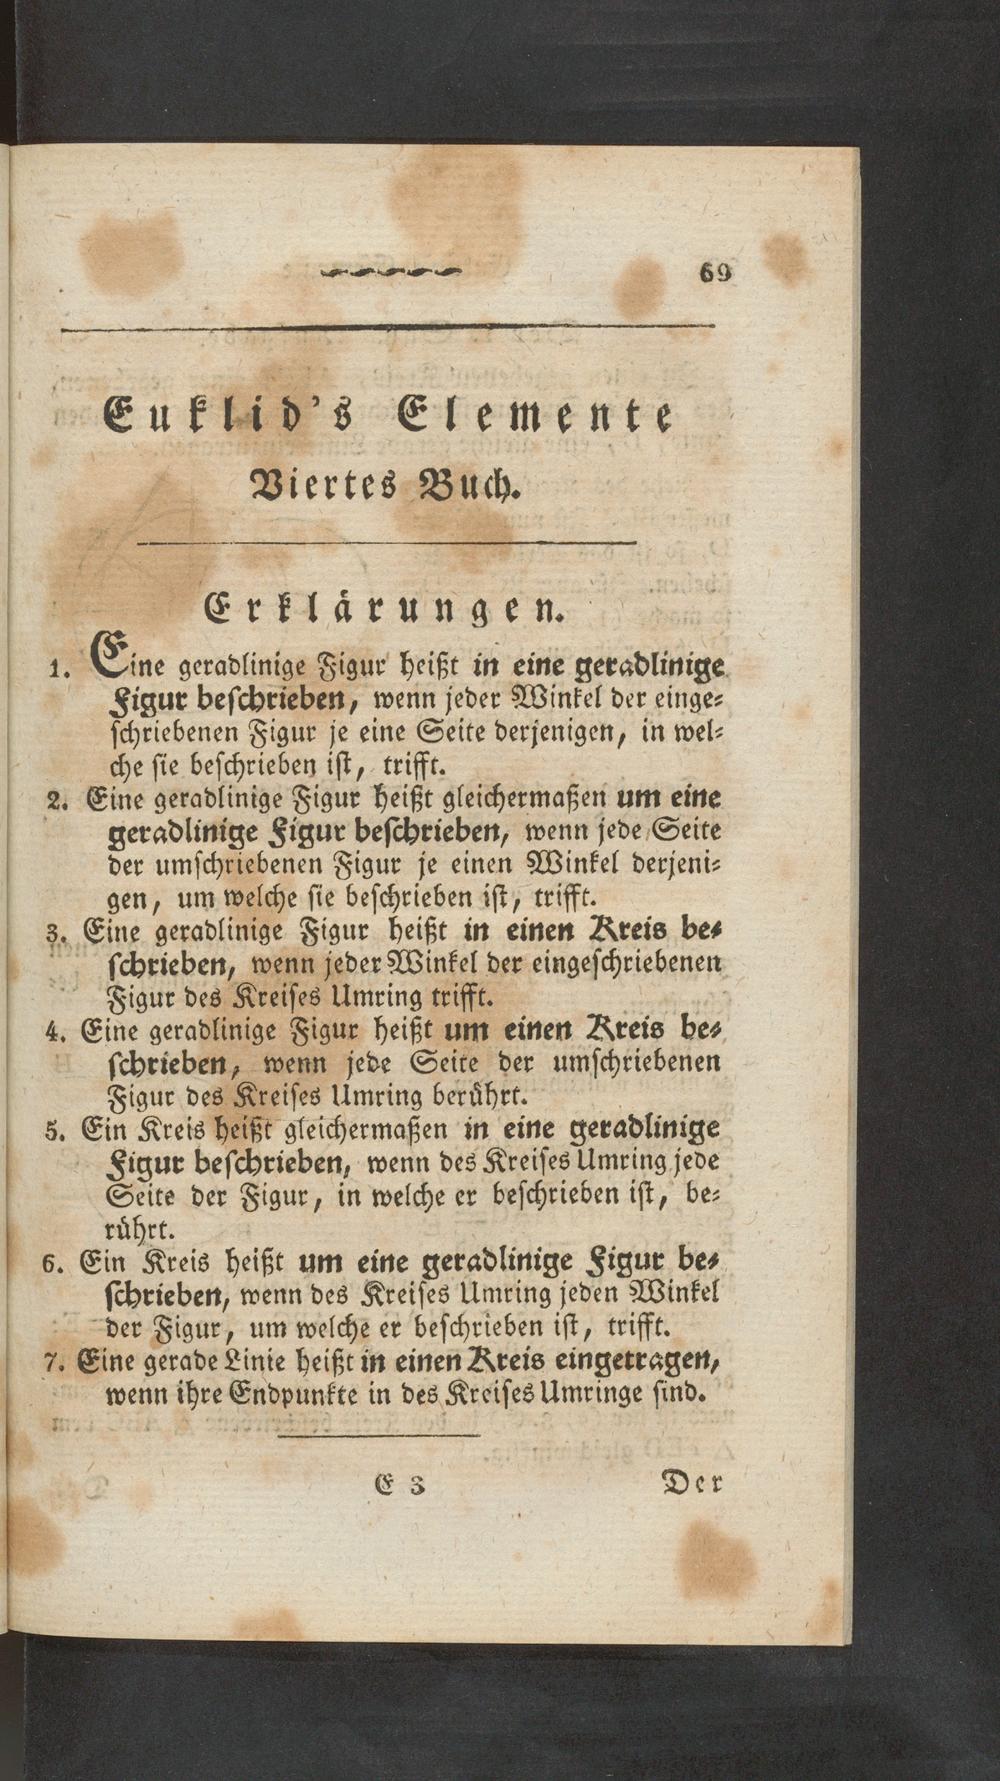 69
Euklid's Elemente
Viertes Buch.
Erklärungen.
1. Eine geradlinige Figur heißt in eine geradlinige
Figur beschrieben, wenn jeder Winkel der einge-
schriebenen Figur je eine Seite derjenigen, in wel-
che sie beschrieben ist, trifft.
2. Eine geradlinige Figur heißt gleichermaßen um eine
geradlinige Figur beschrieben, wenn jede Seite
der umschriebenen Figur je einen Winkel derjeni-
gen, um welche sie beschrieben ist, trifft.
3. Eine geradlinige Figur heißt in einen Kreis be-
schrieben, wenn jeder Winkel der eingeschriebenen
Figur des Kreises Umring trifft.
4. Eine geradlinige Figur heißt um einen Kreis be-
schrieben, wenn jede Seite der umschriebenen
Figur des Kreises Umring berührt.
5. Ein Kreis heißt gleichermaßen in eine geradlinige
Figur beschrieben, wenn des Kreises Umring jede
Seite der Figur, in welche er beschrieben ist, be-
rührt.
6. Ein Kreis heißt um eine geradlinige Figur be-
schrieben, wenn des Kreises Umring jeden Winkel
der Figur, um welche er beschrieben ist, trifft.
7. Eine gerade Linie heißt in einen Kreis eingetragen,
wenn ihre Endpunkte in des Kreises Umringe sind.
E 3 Der